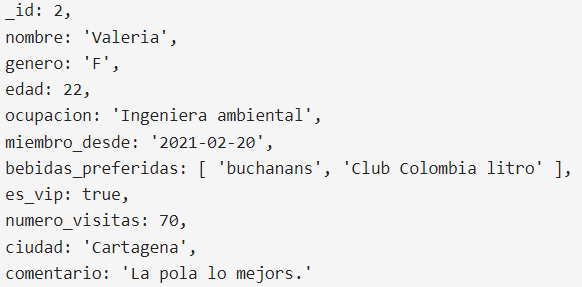 _id: 2,
nombre: 'Valeria',
genero: 'F',
edad: 22,
ocupacion: 'Ingeniera ambiental',
miembro_desde: '2021-02-20',
bebidas_preferidas: [ 'buchanans', 'Club Colombia litro' ],
es_vip: true,
numero_visitas: 70,
ciudad: 'Cartagena',
comentario: 'La pola lo mejors.'